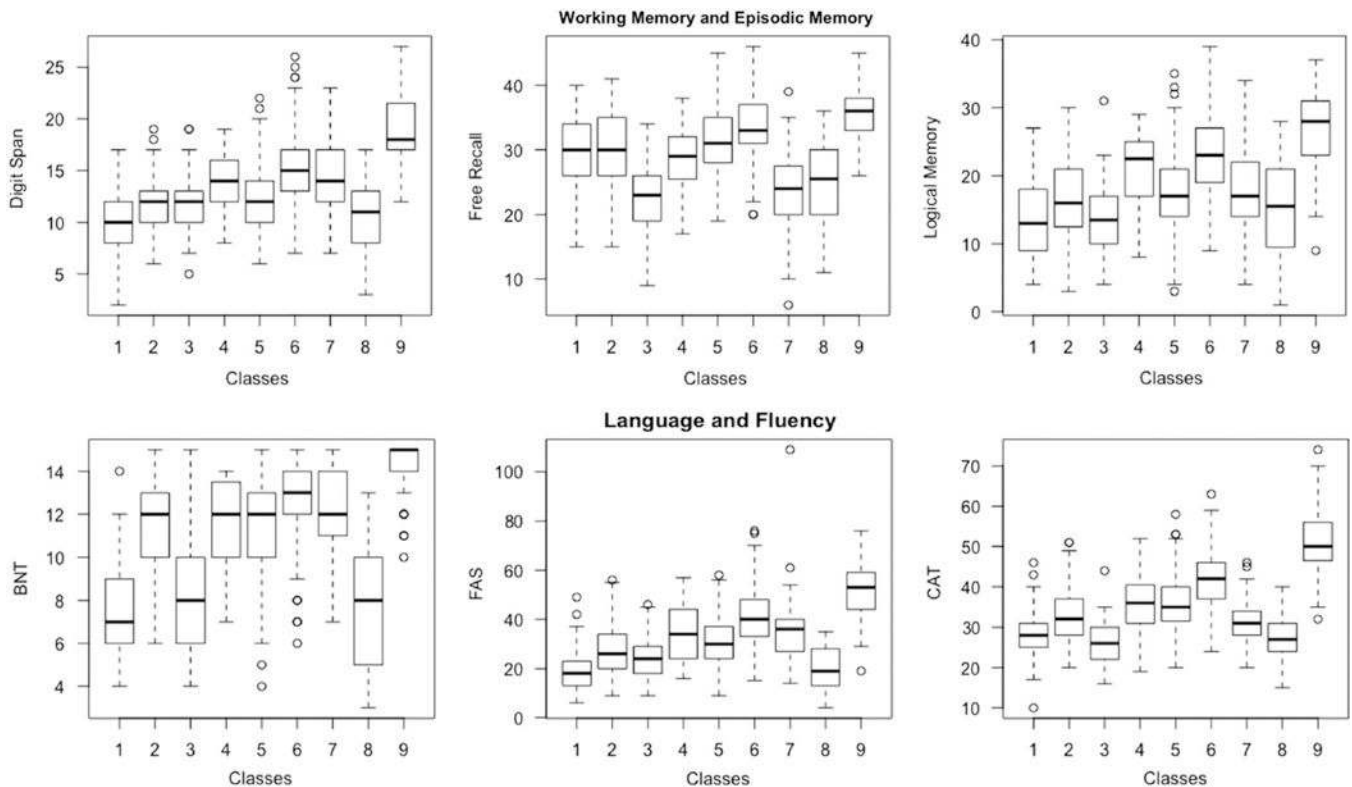 Working Memory and Episodic Memory
Digit Span
25
20
15
10
5
1 2 3 4 5 6 7 8 9
Classes
Free Recall
40
30
20
10
1 2 3 4 5 6 7 8 9
Classes
Logical Memory
40
30
20
10
0
1 2 3 4 5 6 7 8 9
Classes
Language and Fluency
BNT
14
12
10
8
6
4
1 2 3 4 5 6 7 8 9
Classes
FAS
100
80
60
40
20
0
1 2 3 4 5 6 7 8 9
Classes
CAT
70
60
50
40
30
20
10
1 2 3 4 5 6 7 8 9
Classes